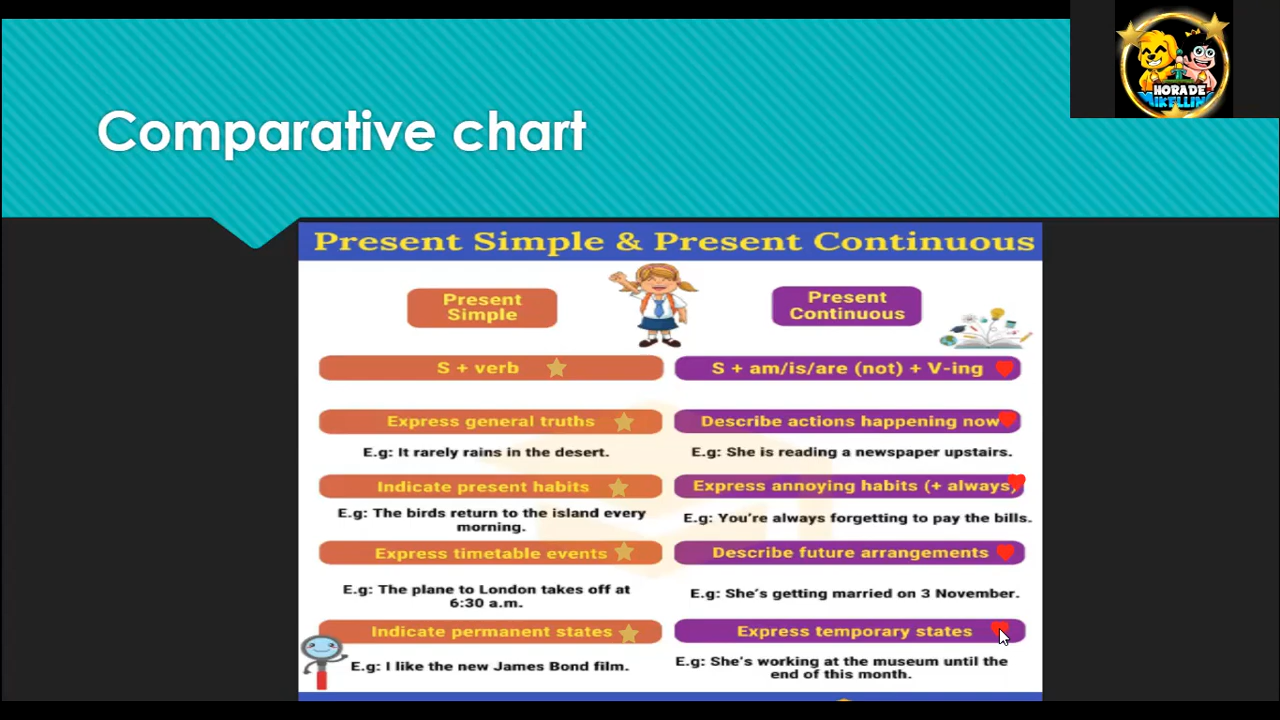 Comparative chart
HORA DE
MIKELLINO
Present Simple & Present Continuous
Present
Simple
Present
Continuous
S + verb
S + am/is/are (not) + V-ing
Express general truths
Describe actions happening now
E.g: It rarely rains in the desert.
E.g: She is reading a newspaper upstairs.
Indicate present habits
Express annoying habits (+ always)
E.g: The birds return to the island every
morning.
E.g: You're always forgetting to pay the bills.
Express timetable events
Describe future arrangements
E.g: The plane to London takes off at
6:30 a.m.
E.g: She's getting married on 3 November.
Indicate permanent states
Express temporary states
E.g: I like the new James Bond film.
E.g: She's working at the museum until the
end of this month.